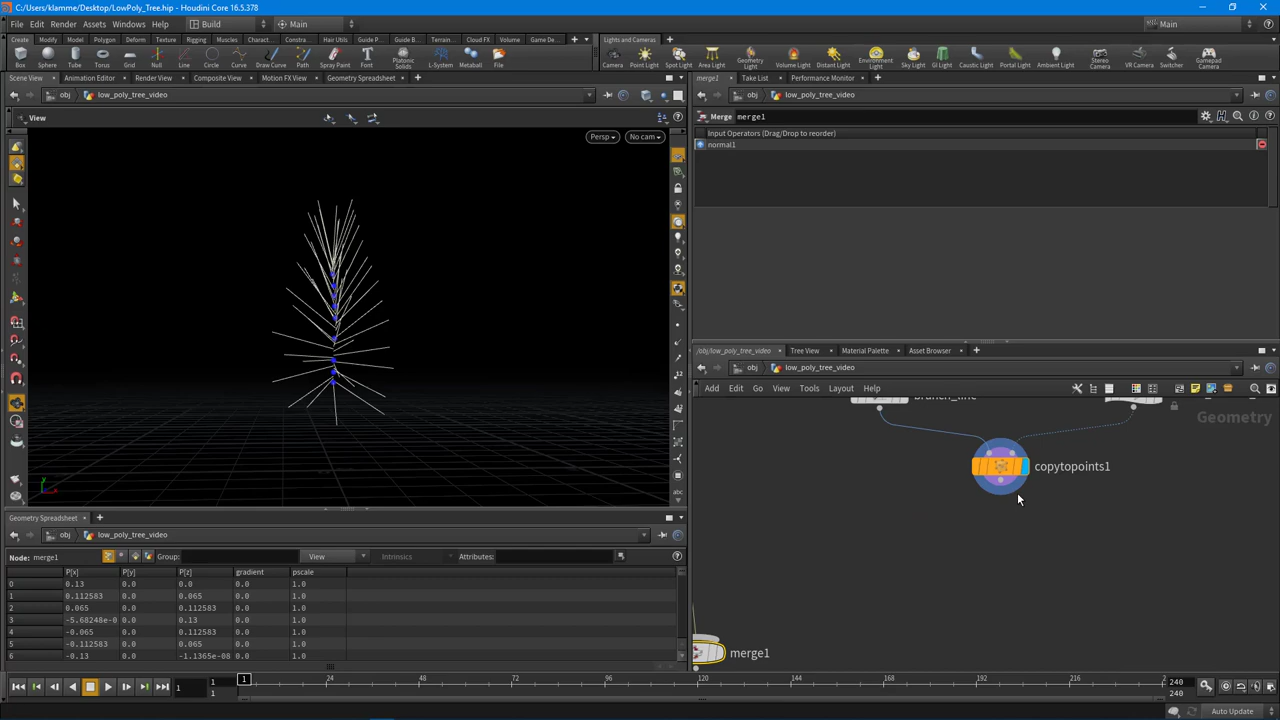 C:/Users/klamme/Desktop/LowPoly_Tree.hip - Houdini Core 16.5.378
File Edit Render Assets Windows Help Build Main Main
Create Modify Model Polygon Deform Texture Rigging Muscles Charact... Constra... Hair Utils Guide P... Guide B... Terrain... Cloud FX Volume Game De... Lights and Cameras
Box Sphere Tube Torus Grid Null Line Circle Curve Draw Curve Path Spray Paint Font Platonic Solids L-System Metaball File Camera Point Light Spot Light Area Light Geometry Light Volume Light Distant Light Environment Light Sky Light GI Light Caustic Light Portal Light Ambient Light Stereo Camera VR Camera Switcher Gamepad Camera
Scene View Animation Editor Render View Composite View Motion FX View Geometry Spreadsheet
merge1 Take List Performance Monitor
obj low_poly_tree_video
obj low_poly_tree_video
View
Merge merge1
Persp No cam
Input Operators (Drag/Drop to reorder)
normal1
/obj/low_poly_tree_video Tree View Material Palette Asset Browser
obj low_poly_tree_video
Add Edit Go View Tools Layout Help
Geometry
copytopoints1
merge1
Geometry Spreadsheet
obj low_poly_tree_video
Node: merge1 Group: View Intrinsics Attributes:
P[x] P[y] P[z] gradient pscale
0 0.13 0.0 0.0 0.0 1.0
1 0.112583 0.0 0.065 0.0 1.0
2 0.065 0.0 0.112583 0.0 1.0
3 -5.68248e-0 0.0 0.13 0.0 1.0
4 -0.065 0.0 0.112583 0.0 1.0
5 -0.112583 0.0 0.065 0.0 1.0
6 -0.13 0.0 -1.1365e-08 0.0 1.0
1 1 1 1 24 48 72 96 120 144 168 192 216 2 240 240
Auto Update